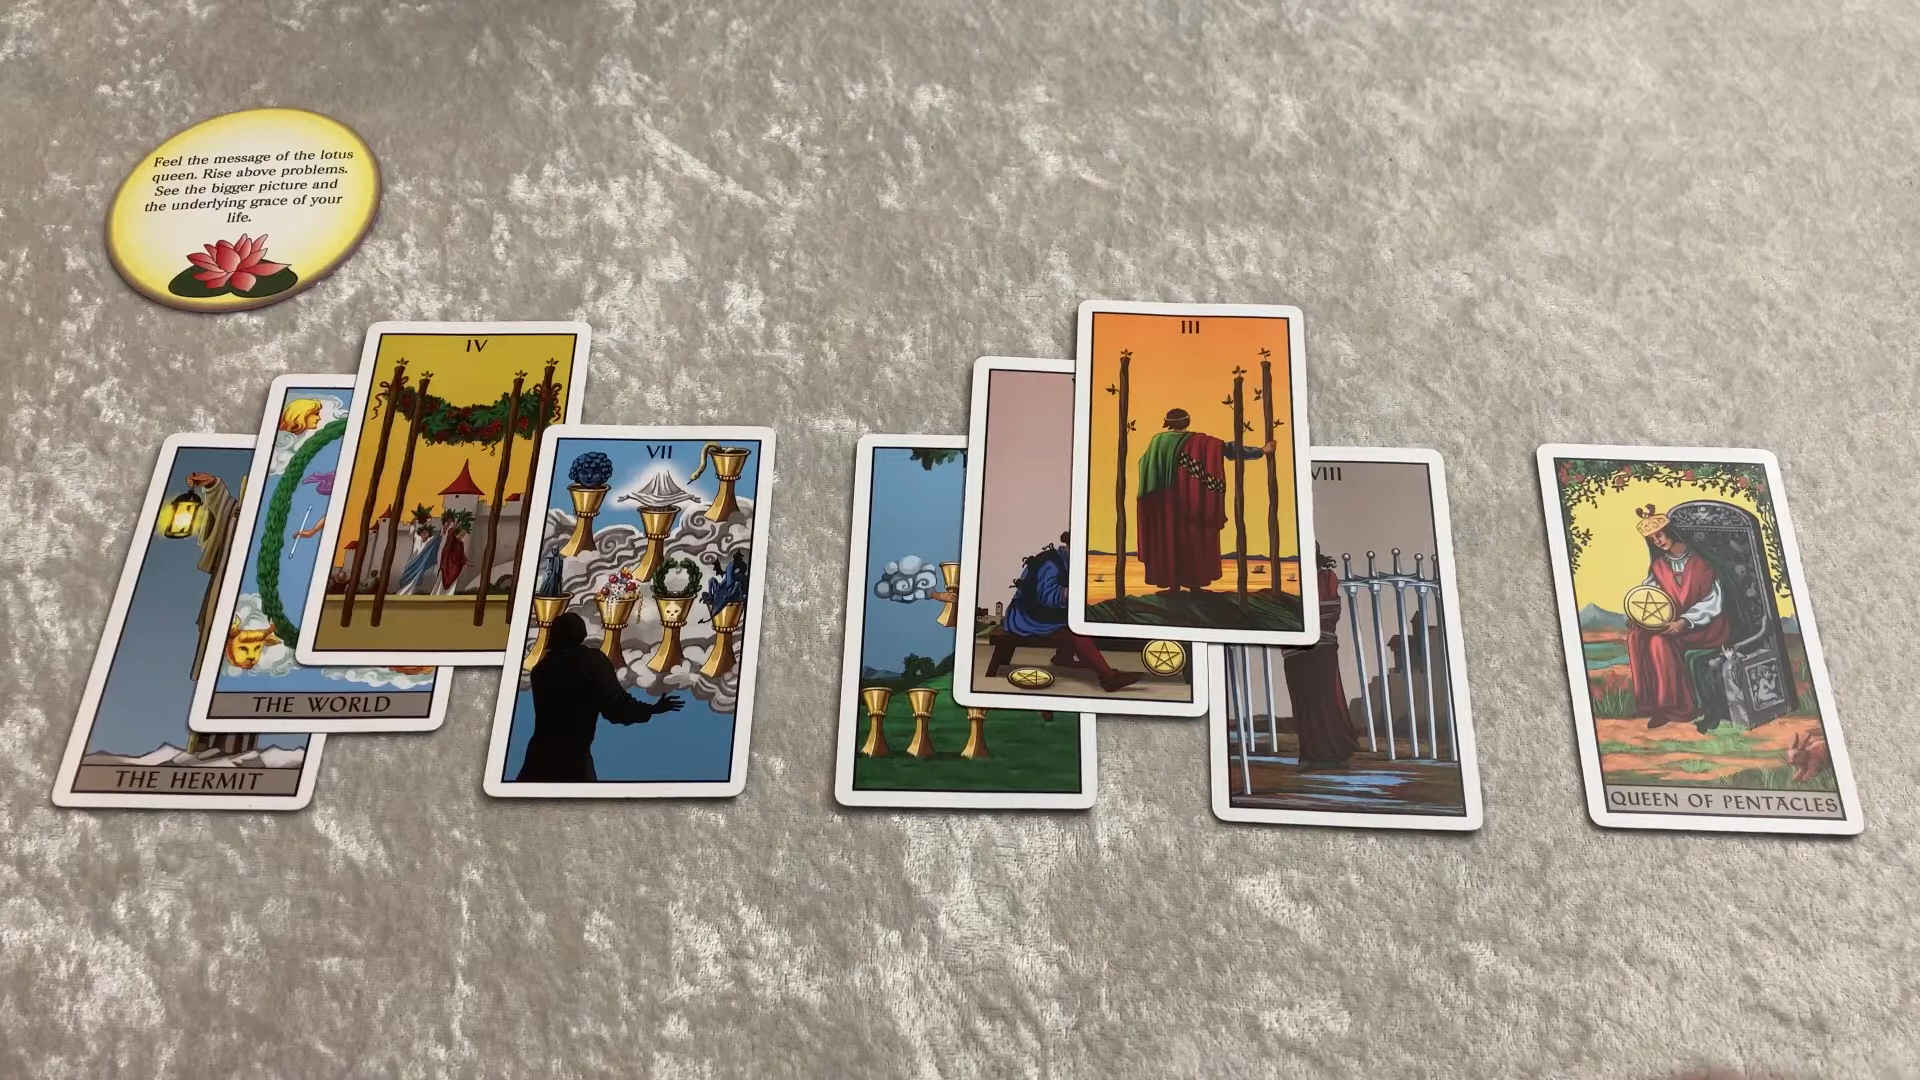 Feel the message of the lotus
queen. Rise above problems.
See the bigger picture and
the underlying grace of your
life.
III
IV
VII
VIII
THE WORLD
THE HERMIT
QUEEN OF PENTACLES